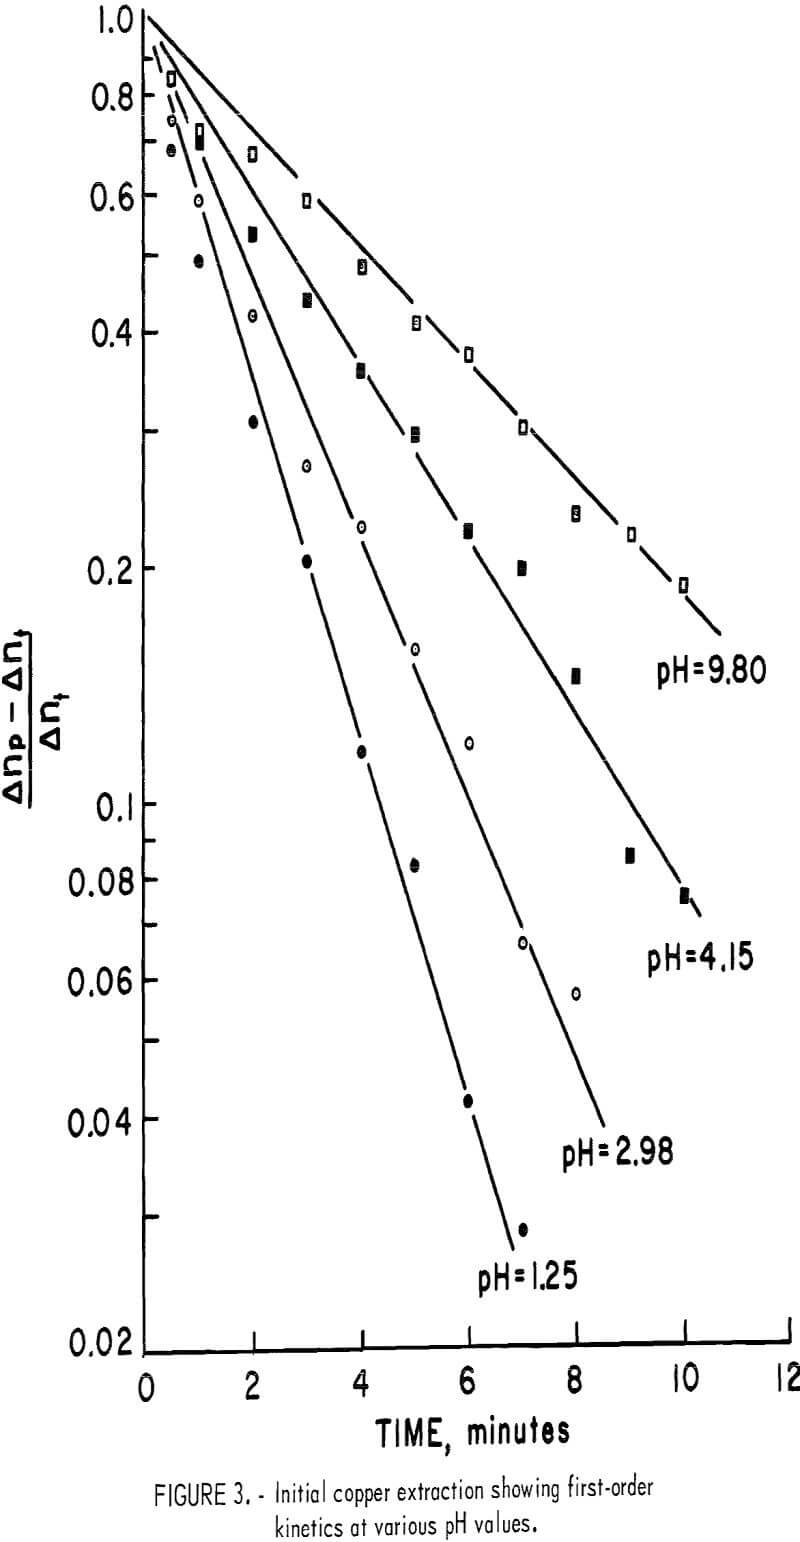 1.0
0.8
0.6
0.4
0.2
0.1
0.08
0.06
0.04
0.02
Δnp – Δnt
Δnt
pH=9.80
pH=4.15
pH=2.98
pH=1.25
0 2 4 6 8 10 12
TIME, minutes
FIGURE 3. - Initial copper extraction showing first-order
kinetics at various pH values.